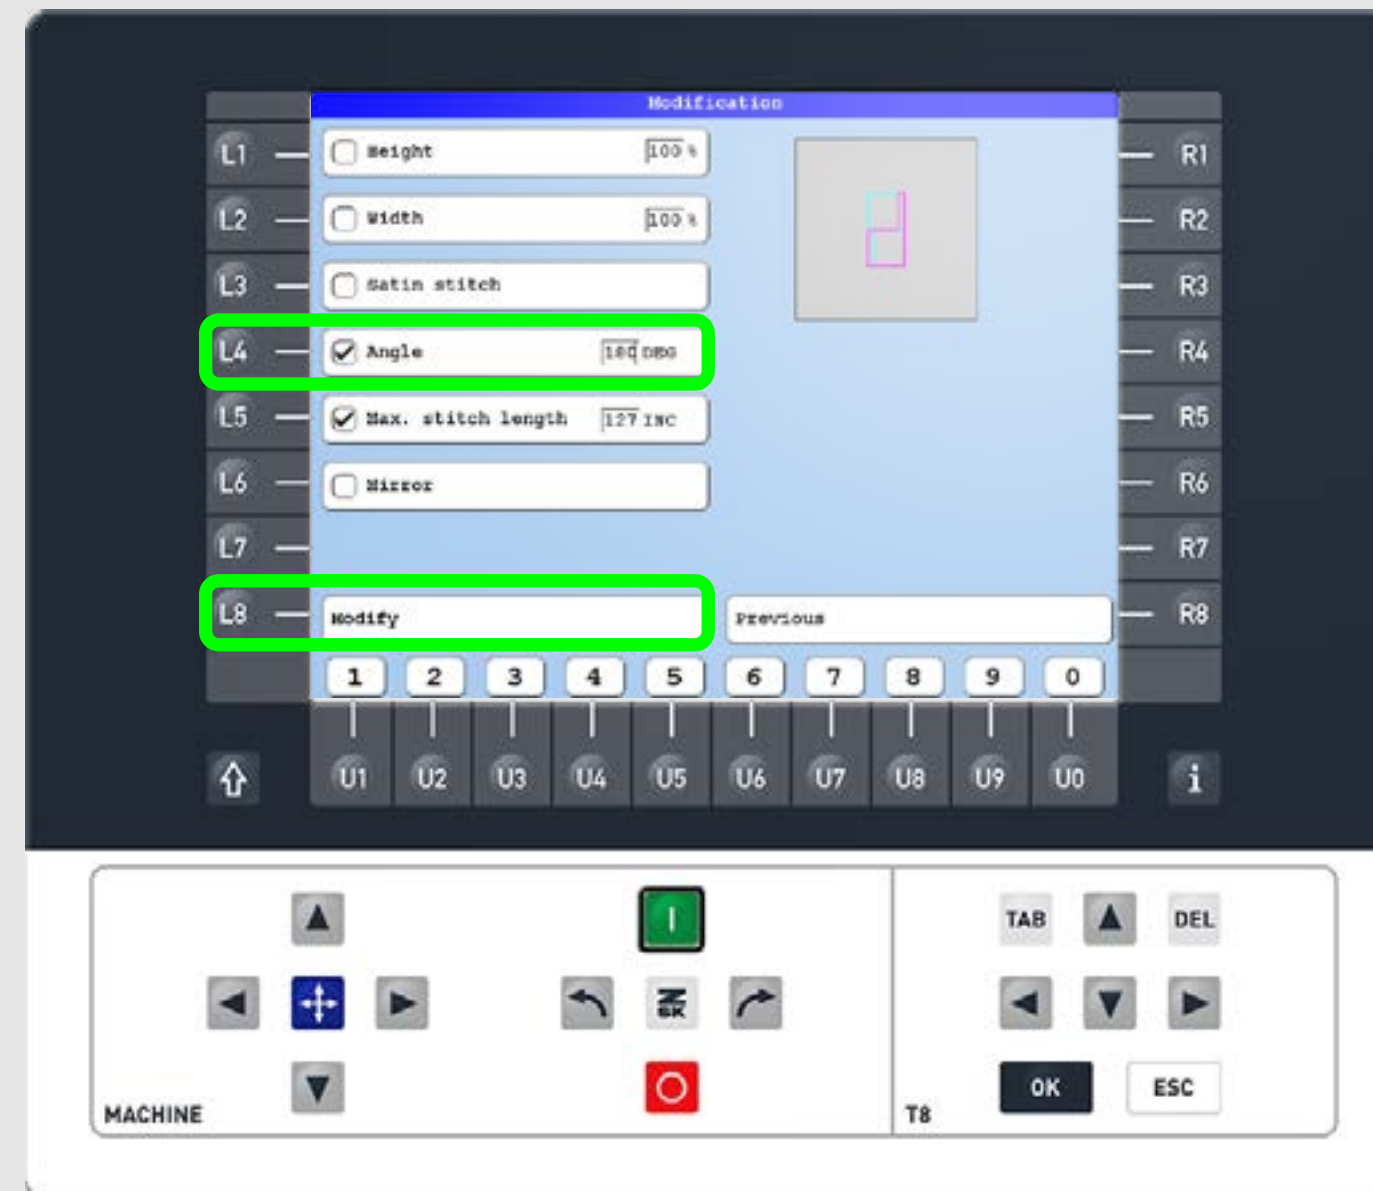 Modification
L1 Height 100 % R1
L2 Width 100 % R2
L3 Satin stitch R3
L4 Angle 180 DEG R4
L5 Max. stitch length 127 INC R5
L6 Mirror R6
L7 R7
L8 Modify Previous R8
1 2 3 4 5 6 7 8 9 0
U1 U2 U3 U4 U5 U6 U7 U8 U9 U0
i
I
TAB DEL
ZSK
OK ESC
MACHINE T8